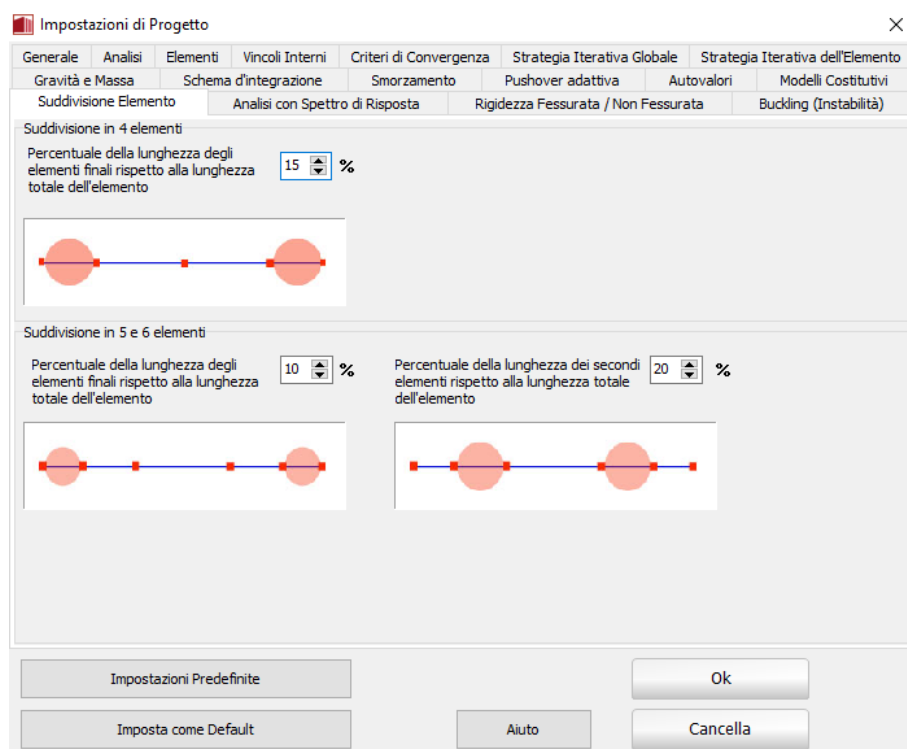 Impostazioni di Progetto
Generale Analisi Elementi Vincoli Interni Criteri di Convergenza Strategia Iterativa Globale Strategia Iterativa dell'Elemento
Gravità e Massa Schema d'integrazione Smorzamento Pushover adattiva Autovalori Modelli Costitutivi
Suddivisione Elemento Analisi con Spettro di Risposta Rigidezza Fessurata / Non Fessurata Buckling (Instabilità)
Suddivisione in 4 elementi
Percentuale della lunghezza degli
elementi finali rispetto alla lunghezza
totale dell'elemento
15 %
Suddivisione in 5 e 6 elementi
Percentuale della lunghezza degli
elementi finali rispetto alla lunghezza
totale dell'elemento
10 %
Percentuale della lunghezza dei secondi
elementi rispetto alla lunghezza totale
dell'elemento
20 %
Impostazioni Predefinite
Ok
Imposta come Default
Aiuto
Cancella